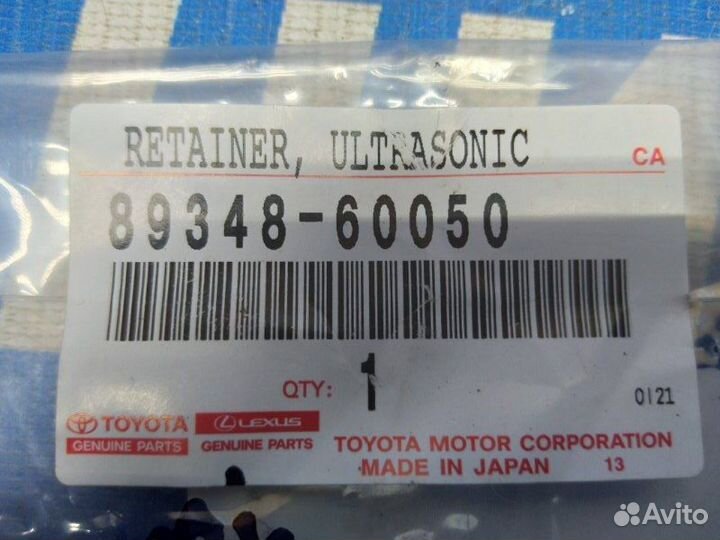 RETAINER, ULTRASONIC CA
89348-60050
QTY: 1
0121
TOYOTA LEXUS
GENUINE PARTS GENUINE PARTS
TOYOTA MOTOR CORPORATION
MADE IN JAPAN 13
Avito